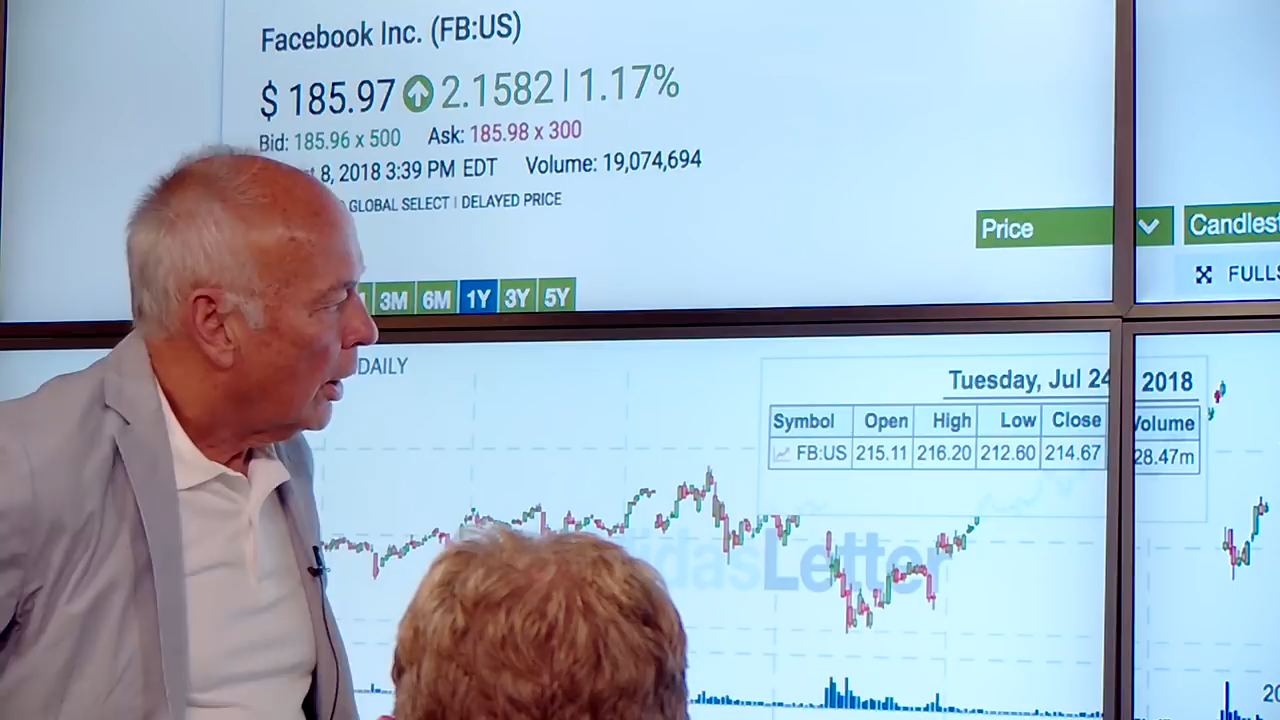 Facebook Inc. (FB:US)
$ 185.97 2.1582 | 1.17%
Bid: 185.96 x 500 Ask: 185.98 x 300
8, 2018 3:39 PM EDT Volume: 19,074,694
GLOBAL SELECT | DELAYED PRICE
Price
3M 6M 1Y 3Y 5Y
DAILY
Tuesday, Jul 24 2018
Symbol Open High Low Close Volume
FB:US 215.11 216.20 212.60 214.67 28.47m
Letter